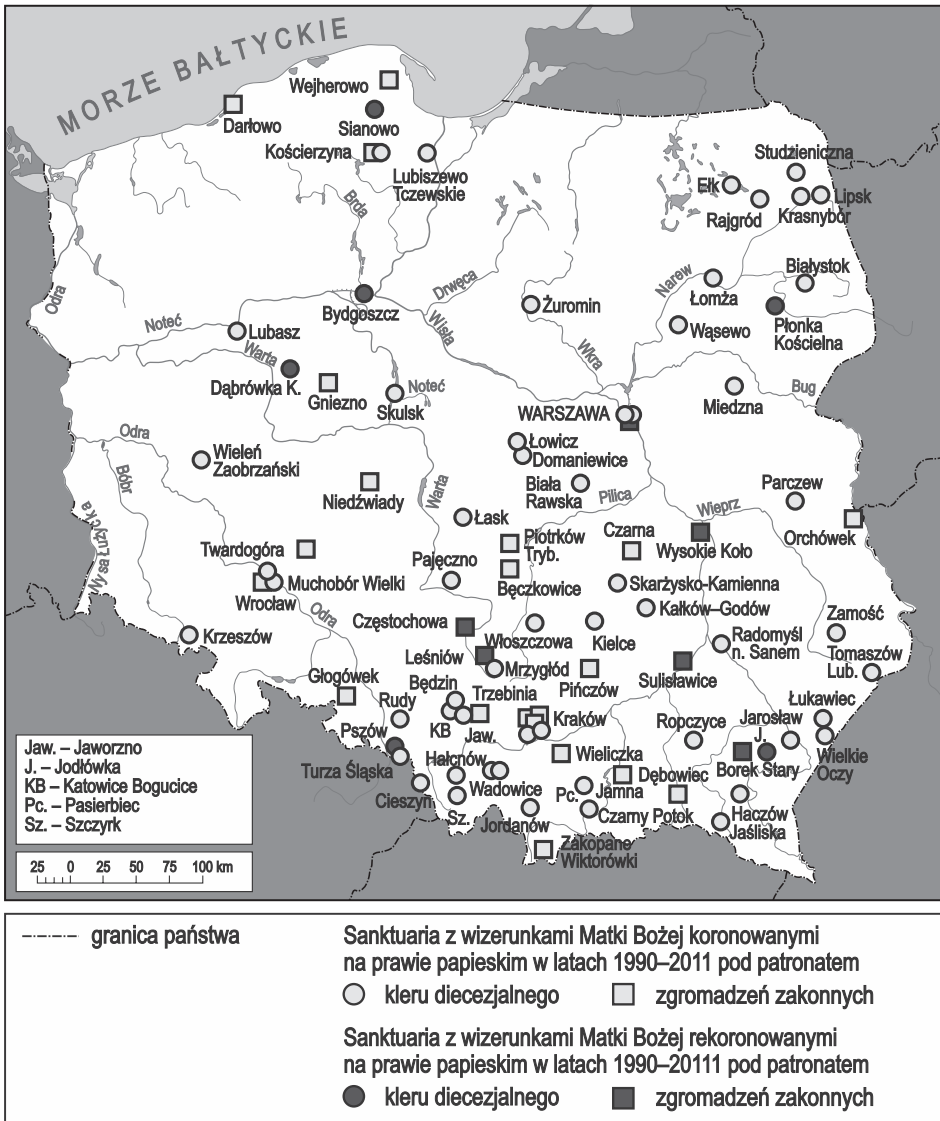 MORZE BAŁTYCKIE
Wejherowo
Darłowo
Sianowo
Kościerzyna
Lubiszewo
Tczewskie
Studzieniczna
Ełk
Lipsk
Rajgród
Krasnybór
Brda
Drwęca
Narew
Białystok
Łomża
Odra
Bydgoszcz
Żuromin
Płonka
Kościelna
Wąsewo
Noteć
Lubasz
Wisła
Wkra
Warta
Dąbrówka K.
Gniezno
Noteć
Skulsk
Miedzna
Bug
WARSZAWA
Odra
Wieleń
Zaobrzański
Łowicz
Domaniewice
Bóbr
Niedźwiady
Warta
Biała
Rawska
Pilica
Parczew
Wieprz
Nysa Łużycka
Łask
Orchówek
Twardogóra
Piotrków
Tryb.
Czarna
Wysokie Koło
Pajęczno
Muchobór Wielki
Bęczkowice
Skarżysko-Kamienna
Wrocław
Odra
Kałków–Godów
Krzeszów
Częstochowa
Włoszczowa
Kielce
Radomyśl
n. Sanem
Zamość
Leśniów
Mrzygłód
Tomaszów
Lub.
Głogówek
Będzin
Trzebinia
Pińczów
Sulisławice
Rudy
Łukawiec
KB
Jaw.
Kraków
Ropczyce
Jarosław
J.
Pszów
Wieliczka
Borek Stary
Wielkie
Oczy
Turza Śląska
Hałcnów
Dębowiec
Cieszyn
Wadowice
Pc.
Jamna
Sz.
Jordanów
Czarny Potok
Haczów
Jaśliska
Zakopane
Wiktorówki
Jaw. – Jaworzno
J. – Jodłówka
KB – Katowice Bogucice
Pc. – Pasierbiec
Sz. – Szczyrk
25 0 25 50 75 100 km
granica państwa
Sanktuaria z wizerunkami Matki Bożej koronowanymi
na prawie papieskim w latach 1990–2011 pod patronatem
kleru diecezjalnego
zgromadzeń zakonnych
Sanktuaria z wizerunkami Matki Bożej rekoronowanymi
na prawie papieskim w latach 1990–20111 pod patronatem
kleru diecezjalnego
zgromadzeń zakonnych